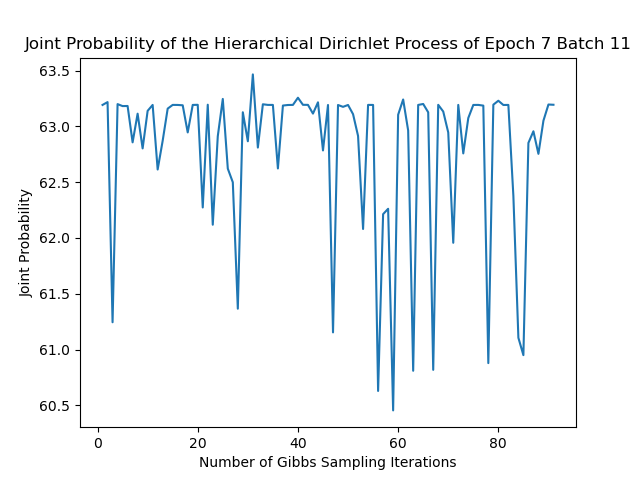 Joint Probability of the Hierarchical Dirichlet Process of Epoch 7 Batch 11
63.5
63.0
62.5
62.0
61.5
61.0
60.5
Joint Probability
0 20 40 60 80
Number of Gibbs Sampling Iterations